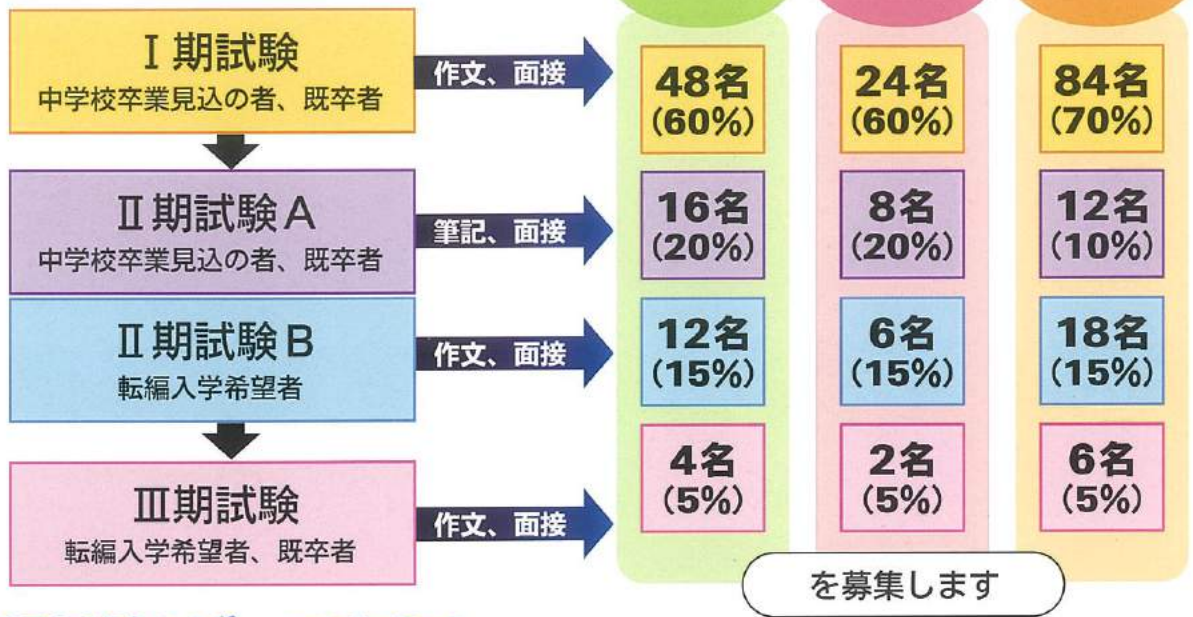 Ⅰ期試験
中学校卒業見込の者、既卒者
作文、面接
48名
(60%)
24名
(60%)
84名
(70%)
Ⅱ期試験A
中学校卒業見込の者、既卒者
筆記、面接
16名
(20%)
8名
(20%)
12名
(10%)
Ⅱ期試験B
転編入学希望者
作文、面接
12名
(15%)
6名
(15%)
18名
(15%)
Ⅲ期試験
転編入学希望者、既卒者
作文、面接
4名
(5%)
2名
(5%)
6名
(5%)
を募集します